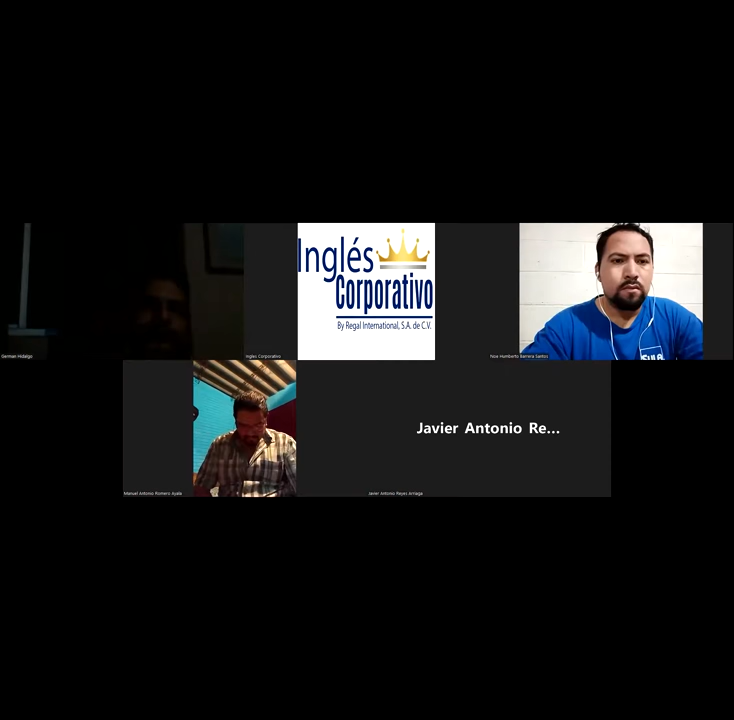 Inglés
Corporativo
By Regal International, S.A. de C.V.
German Hidalgo
Ingles Corporativo
Noe Humberto Barrera Santos
Javier Antonio Re...
Manuel Antonio Romero Ayala
Javier Antonio Reyes Arriaga